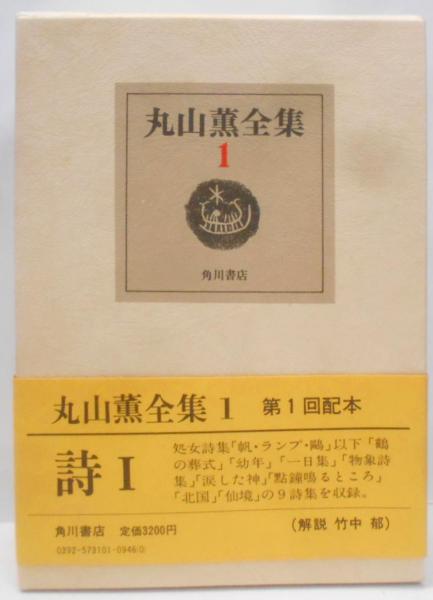 丸山薫全集
1
角川書店
丸山薫全集1 第1回配本
詩I
処女詩集「帆・ランプ・鷗」以下「鶴
の葬式」「幼年」「一日集」「物象詩
集」「涙した神」「點鐘鳴るところ」
「北国」「仙境」の9詩集を収録。
角川書店 定価3200円
(解説 竹中 郁)
0392-573101-0946(0)